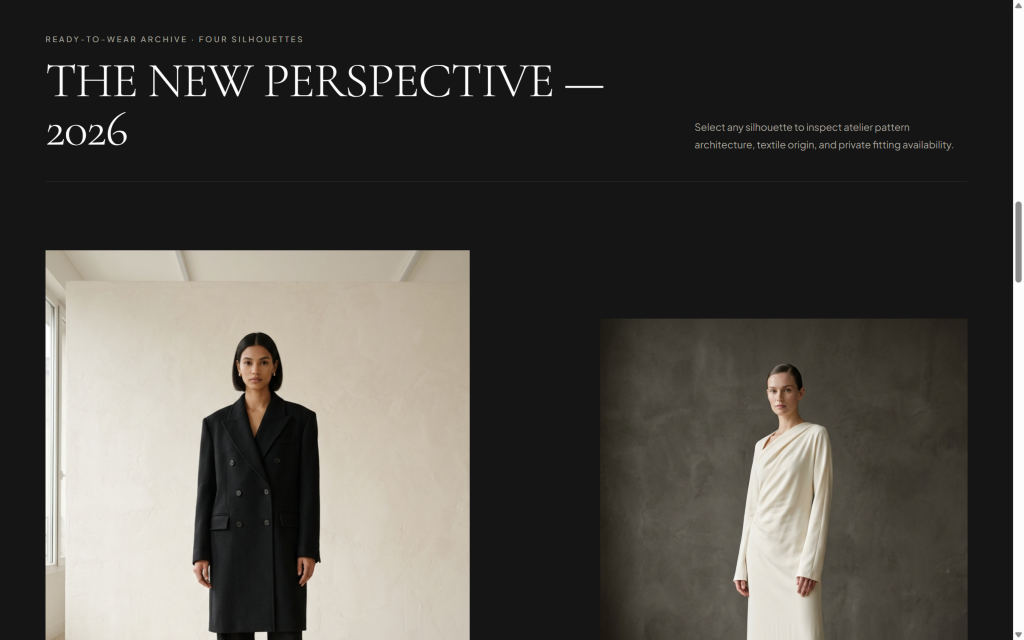 READY-TO-WEAR ARCHIVE · FOUR SILHOUETTES
THE NEW PERSPECTIVE —
2026
Select any silhouette to inspect atelier pattern
architecture, textile origin, and private fitting availability.